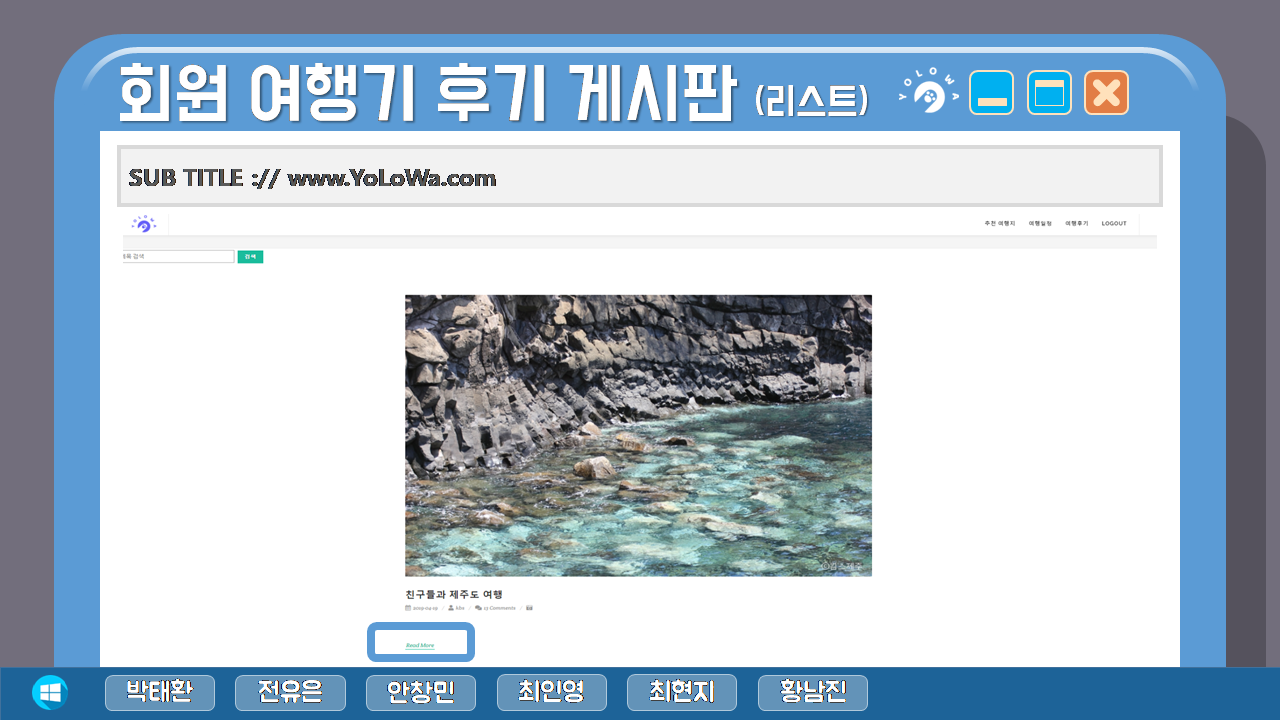 회원 여행기 후기 게시판 (리스트)
YOLOWA
SUB TITLE :// www.YoLoWa.com
추천 여행지 여행일정 여행후기 LOGOUT
검색
검색
친구들과 제주도 여행
2019-04-29 / kbs / 13 Comments /
Read More
박태환 전유은 안창민 최인영 최현지 황남진